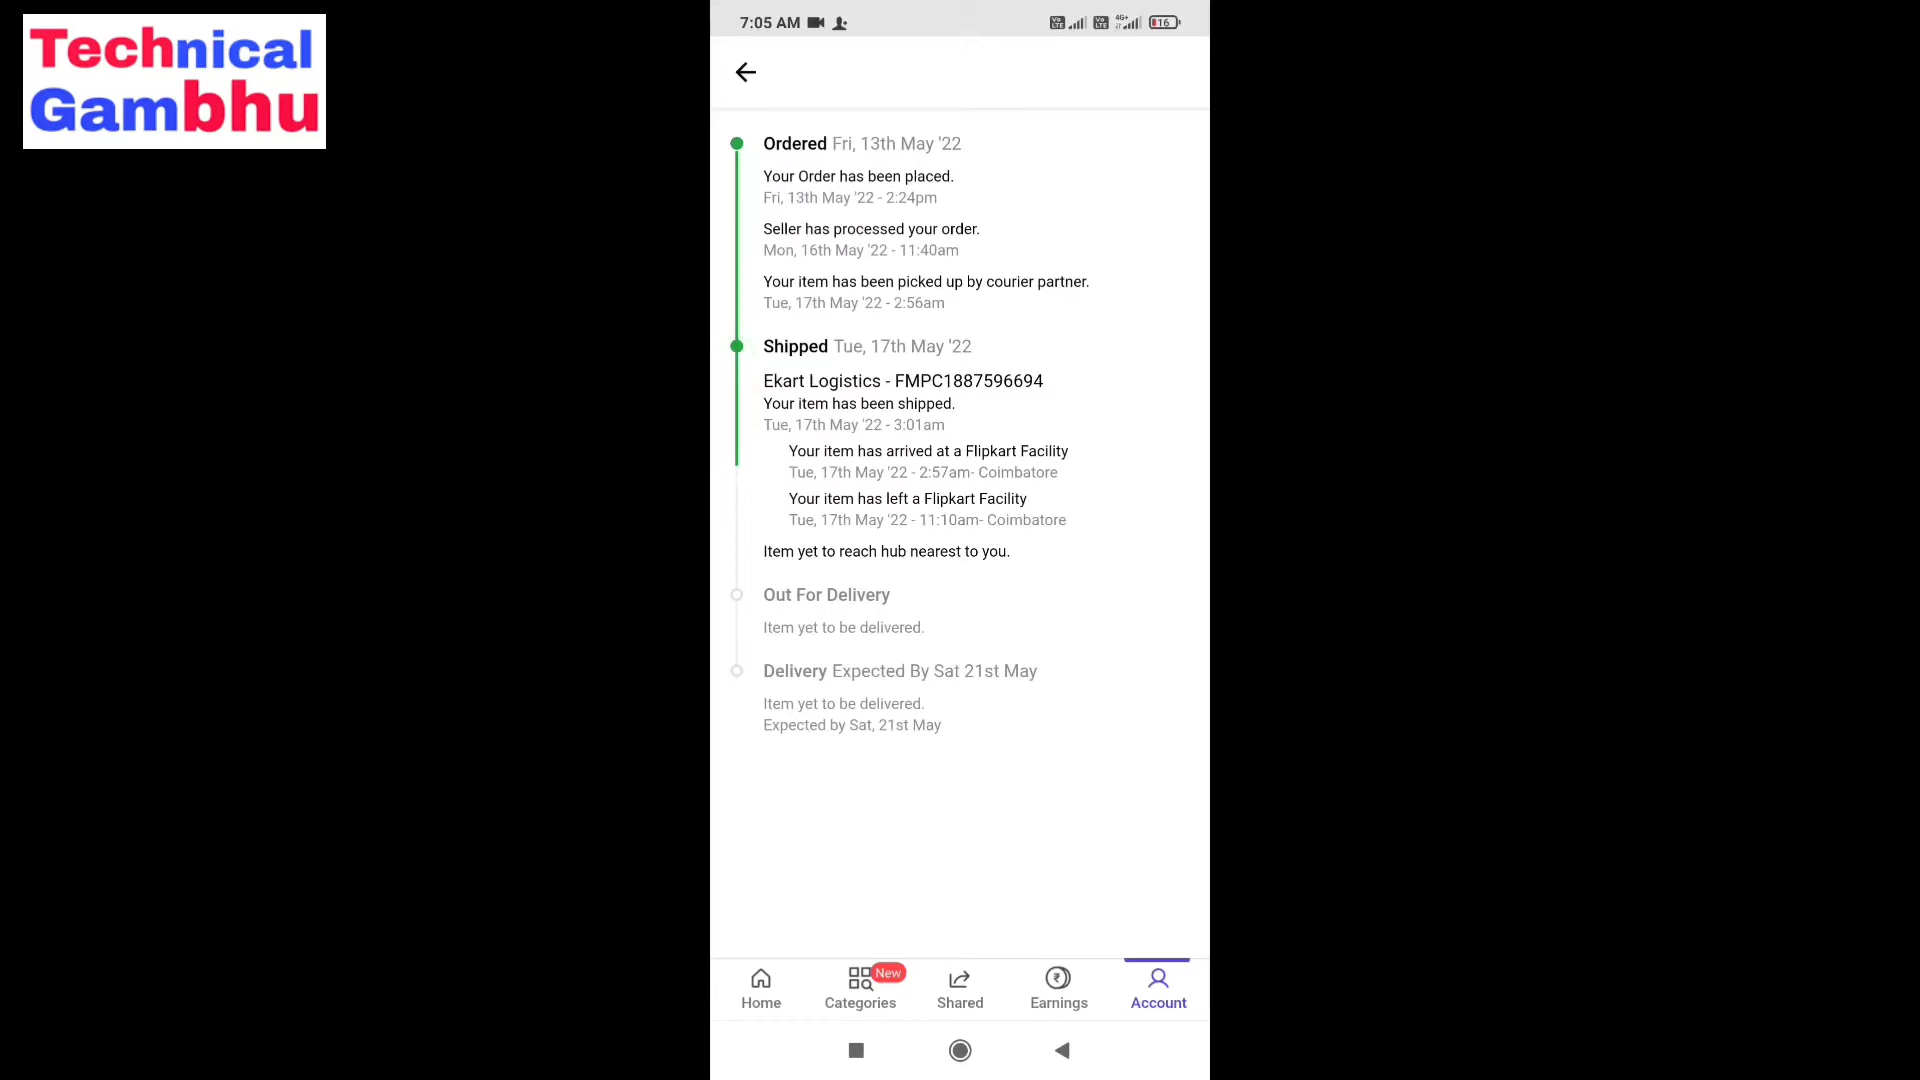 Technical
Gambhu
7:05 AM
16
Ordered Fri, 13th May '22
Your Order has been placed.
Fri, 13th May '22 - 2:24pm
Seller has processed your order.
Mon, 16th May '22 - 11:40am
Your item has been picked up by courier partner.
Tue, 17th May '22 - 2:56am
Shipped Tue, 17th May '22
Ekart Logistics - FMPC1887596694
Your item has been shipped.
Tue, 17th May '22 - 3:01am
Your item has arrived at a Flipkart Facility
Tue, 17th May '22 - 2:57am- Coimbatore
Your item has left a Flipkart Facility
Tue, 17th May '22 - 11:10am- Coimbatore
Item yet to reach hub nearest to you.
Out For Delivery
Item yet to be delivered.
Delivery Expected By Sat 21st May
Item yet to be delivered.
Expected by Sat, 21st May
New
Home Categories Shared Earnings Account